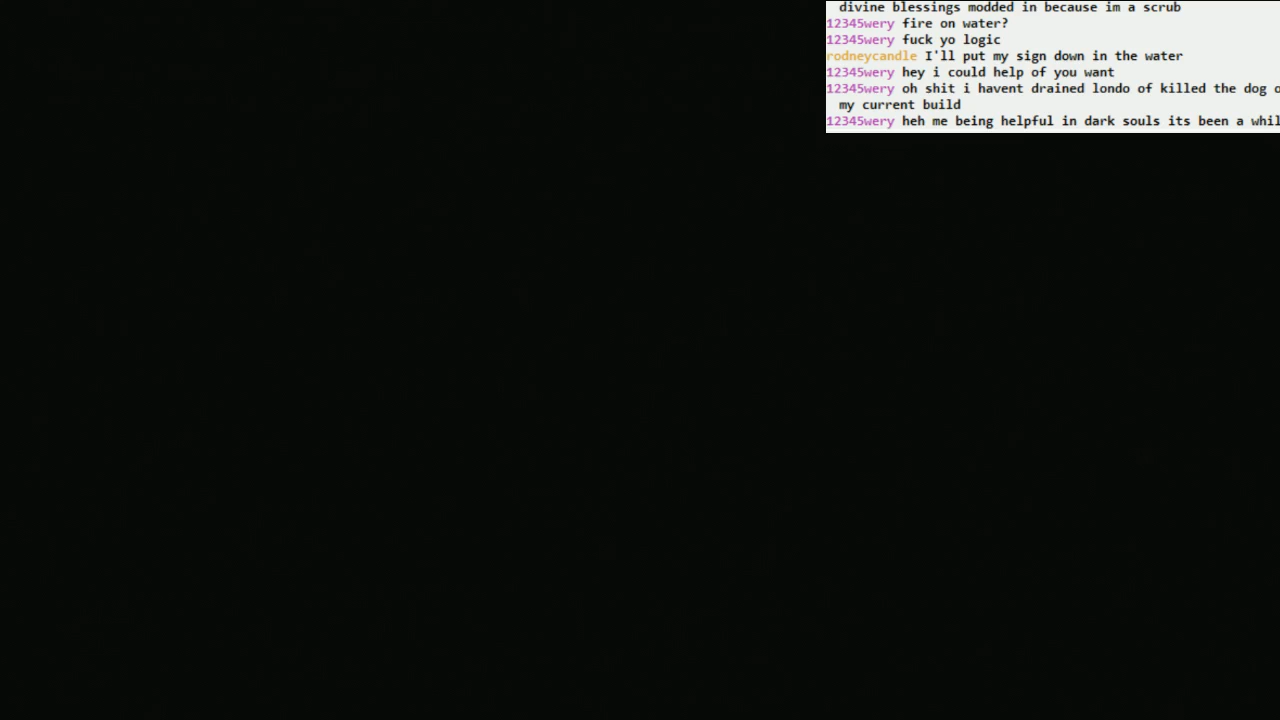 divine blessings modded in because im a scrub
12345wery fire on water?
12345wery fuck yo logic
rodneycandle I'll put my sign down in the water
12345wery hey i could help of you want
12345wery oh shit i havent drained londo of killed the dog
my current build
12345wery heh me being helpful in dark souls its been a